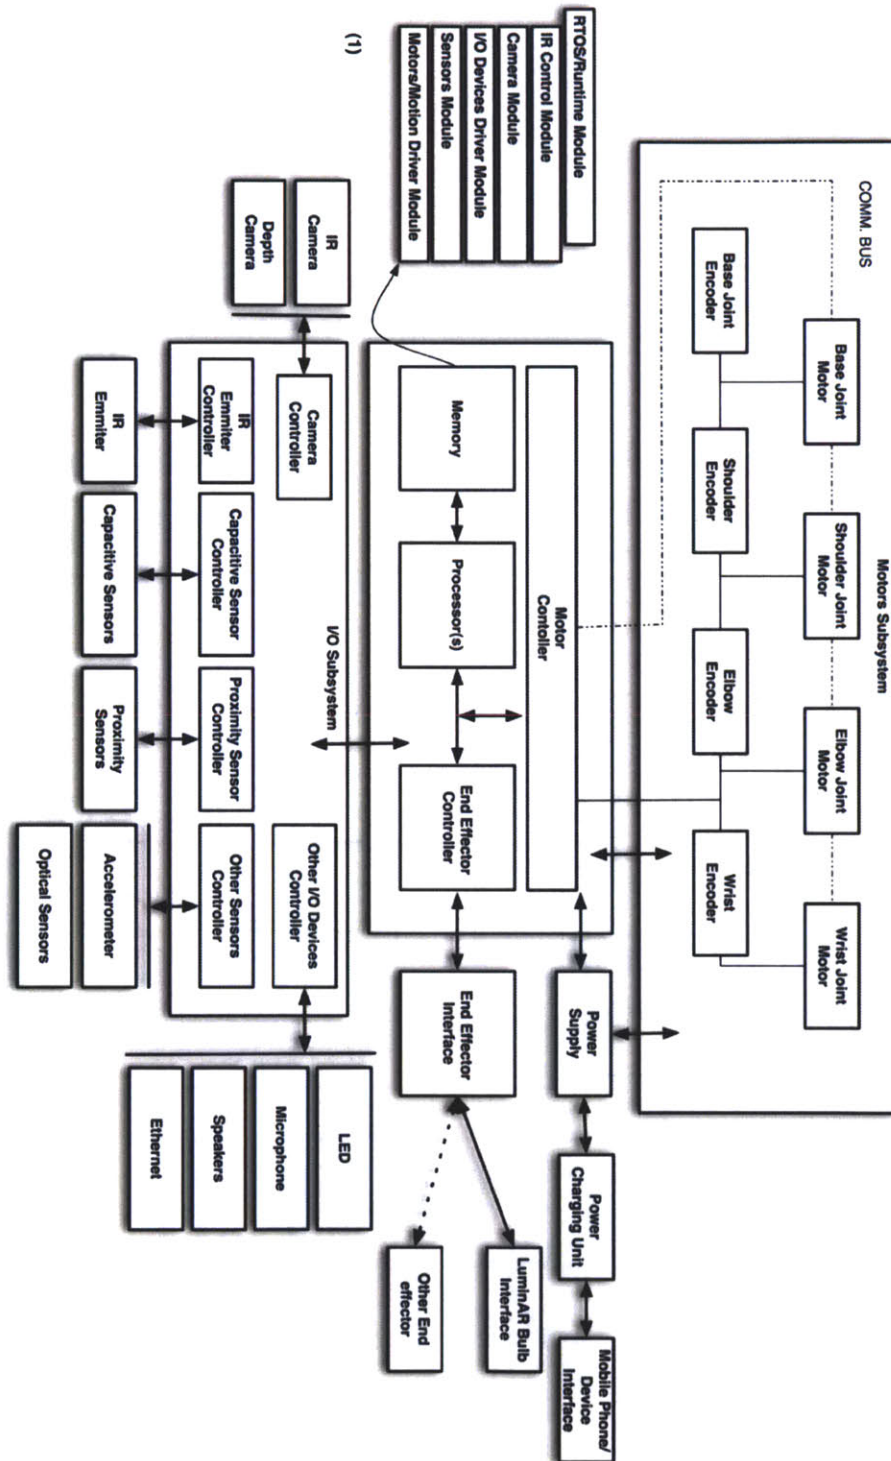 Motors Subsystem
COMM. BUS
Base Joint
Motor
Shoulder Joint
Motor
Elbow Joint
Motor
Wrist Joint
Motor
Base Joint
Encoder
Shoulder
Encoder
Elbow
Encoder
Wrist
Encoder
RTOS/Runtime Module
IR Control Module
Camera Module
I/O Devices Driver Module
Sensors Module
Motors/Motion Driver Module
(1)
Motor
Contoller
Memory
Processor(s)
End Effector
Controller
Power
Supply
Power
Charging Unit
Mobile Phone/
Device
Interface
End Effector
Interface
LuminAR Bulb
Interface
Other End
effector
I/O Subsystem
IR
Camera
Depth
Camera
Camera
Controller
Other I/O Devices
Controller
IR
Emmiter
Controller
Capacitive Sensor
Controller
Proximity Sensor
Controller
Other Sensors
Controller
LED
Microphone
Speakers
Ethernet
IR
Emmiter
Capacitive Sensors
Proximity
Sensors
Accelerometer
Optical Sensors